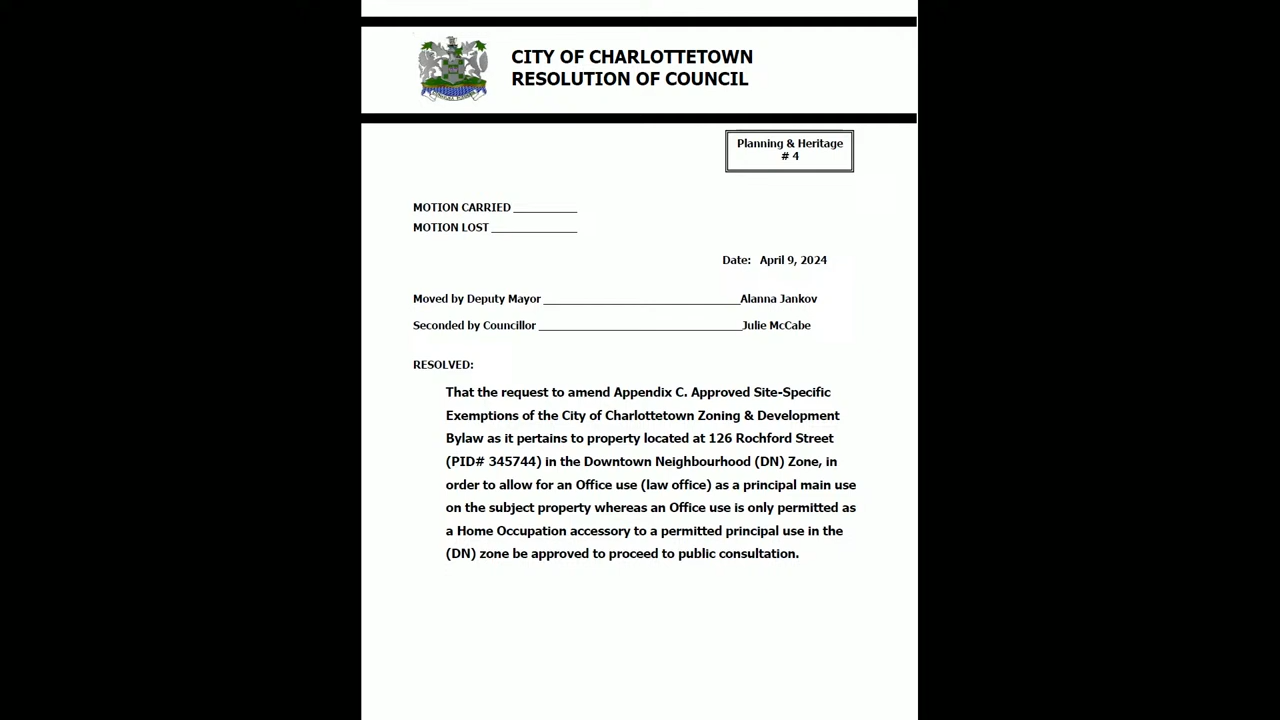 CITY OF CHARLOTTETOWN
RESOLUTION OF COUNCIL
Planning & Heritage
# 4
MOTION CARRIED __________
MOTION LOST ______________
Date: April 9, 2024
Moved by Deputy Mayor ________________________________Alanna Jankov
Seconded by Councillor _________________________________Julie McCabe
RESOLVED:
That the request to amend Appendix C. Approved Site-Specific
Exemptions of the City of Charlottetown Zoning & Development
Bylaw as it pertains to property located at 126 Rochford Street
(PID# 345744) in the Downtown Neighbourhood (DN) Zone, in
order to allow for an Office use (law office) as a principal main use
on the subject property whereas an Office use is only permitted as
a Home Occupation accessory to a permitted principal use in the
(DN) zone be approved to proceed to public consultation.